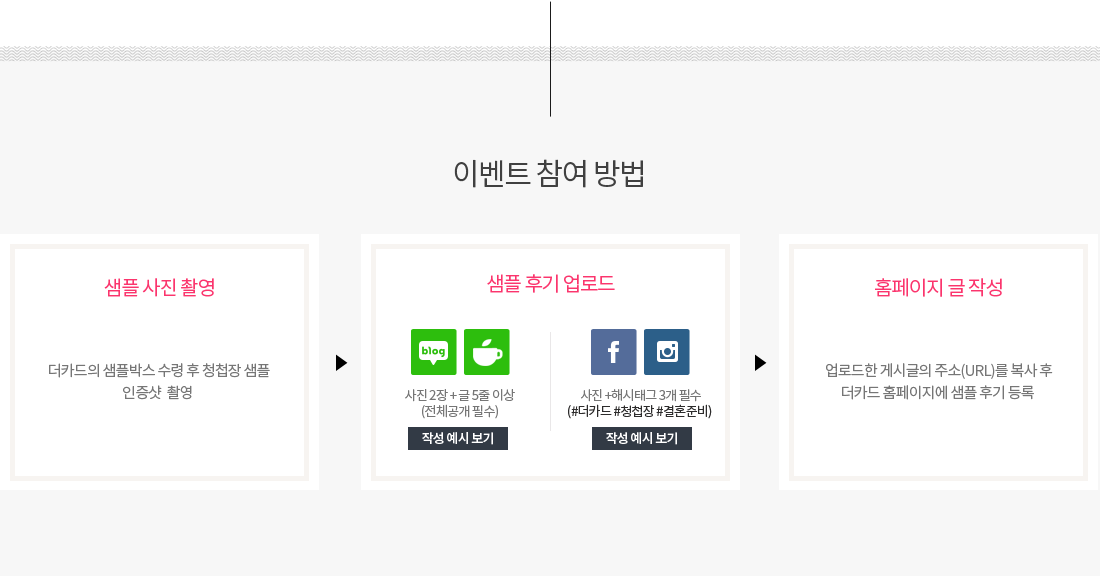 이벤트 참여 방법
샘플 사진 촬영
더카드의 샘플박스 수령 후 청첩장 샘플
인증샷 촬영
샘플 후기 업로드
blog
사진 2장 + 글 5줄 이상
(전체공개 필수)
작성 예시 보기
f
사진 +해시태그 3개 필수
(#더카드 #청첩장 #결혼준비)
작성 예시 보기
홈페이지 글 작성
업로드한 게시글의 주소(URL)를 복사 후
더카드 홈페이지에 샘플 후기 등록